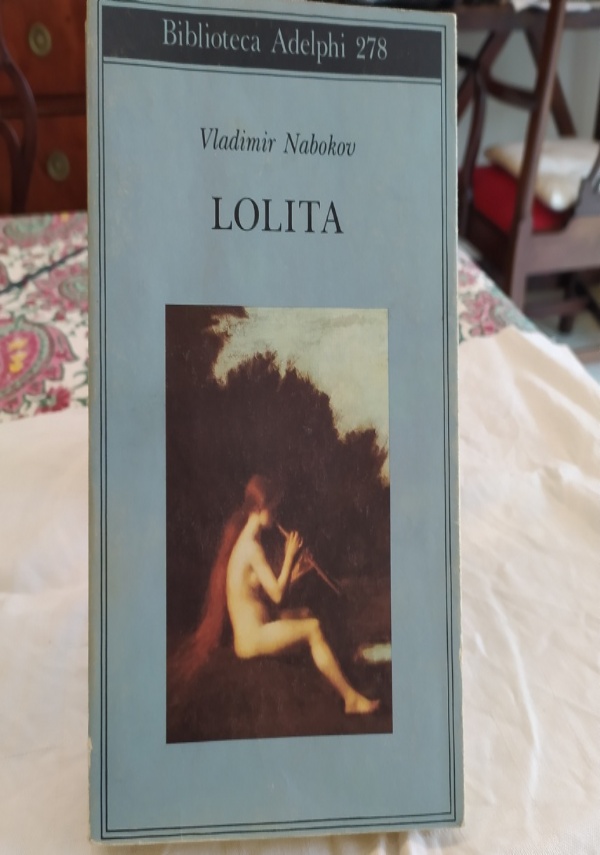 Biblioteca Adelphi 278
Vladimir Nabokov
LOLITA